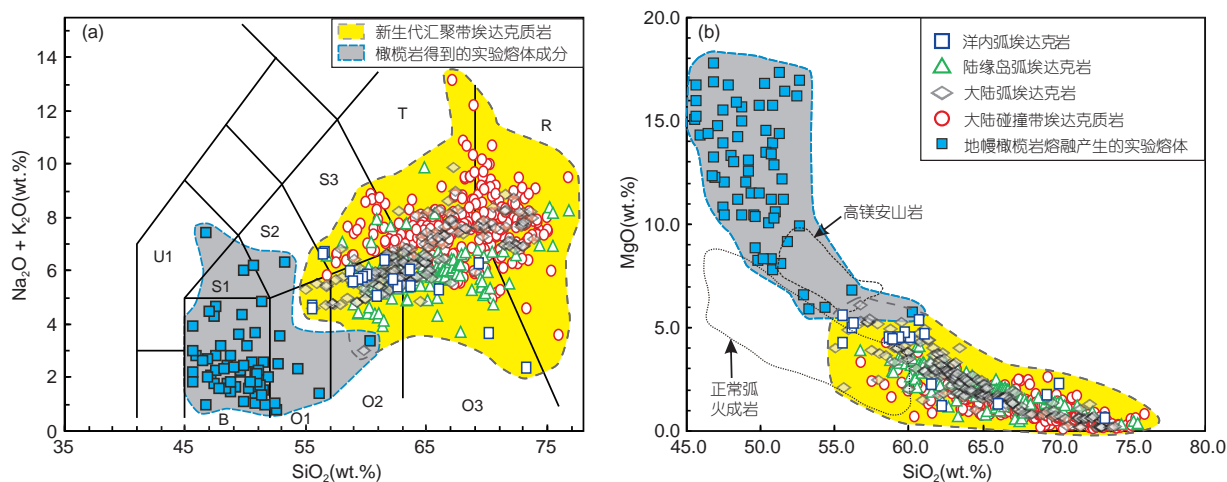 (a)
新生代汇聚带埃达克质岩
橄榄岩得到的实验熔体成分
Na₂O + K₂O(wt.%)
0
2
4
6
8
10
12
14
15
T
R
S3
S2
U1
S1
B
O1
O2
O3
35
45
55
65
75
SiO₂(wt.%)
(b)
洋内弧埃达克岩
陆缘岛弧埃达克岩
大陆弧埃达克岩
大陆碰撞带埃达克质岩
地幔橄榄岩熔融产生的实验熔体
高镁安山岩
正常弧
火成岩
MgO(wt.%)
20.0
15.0
10.0
5.0
0.0
45.0
50.0
55.0
60.0
65.0
70.0
75.0
80.0
SiO₂(wt.%)